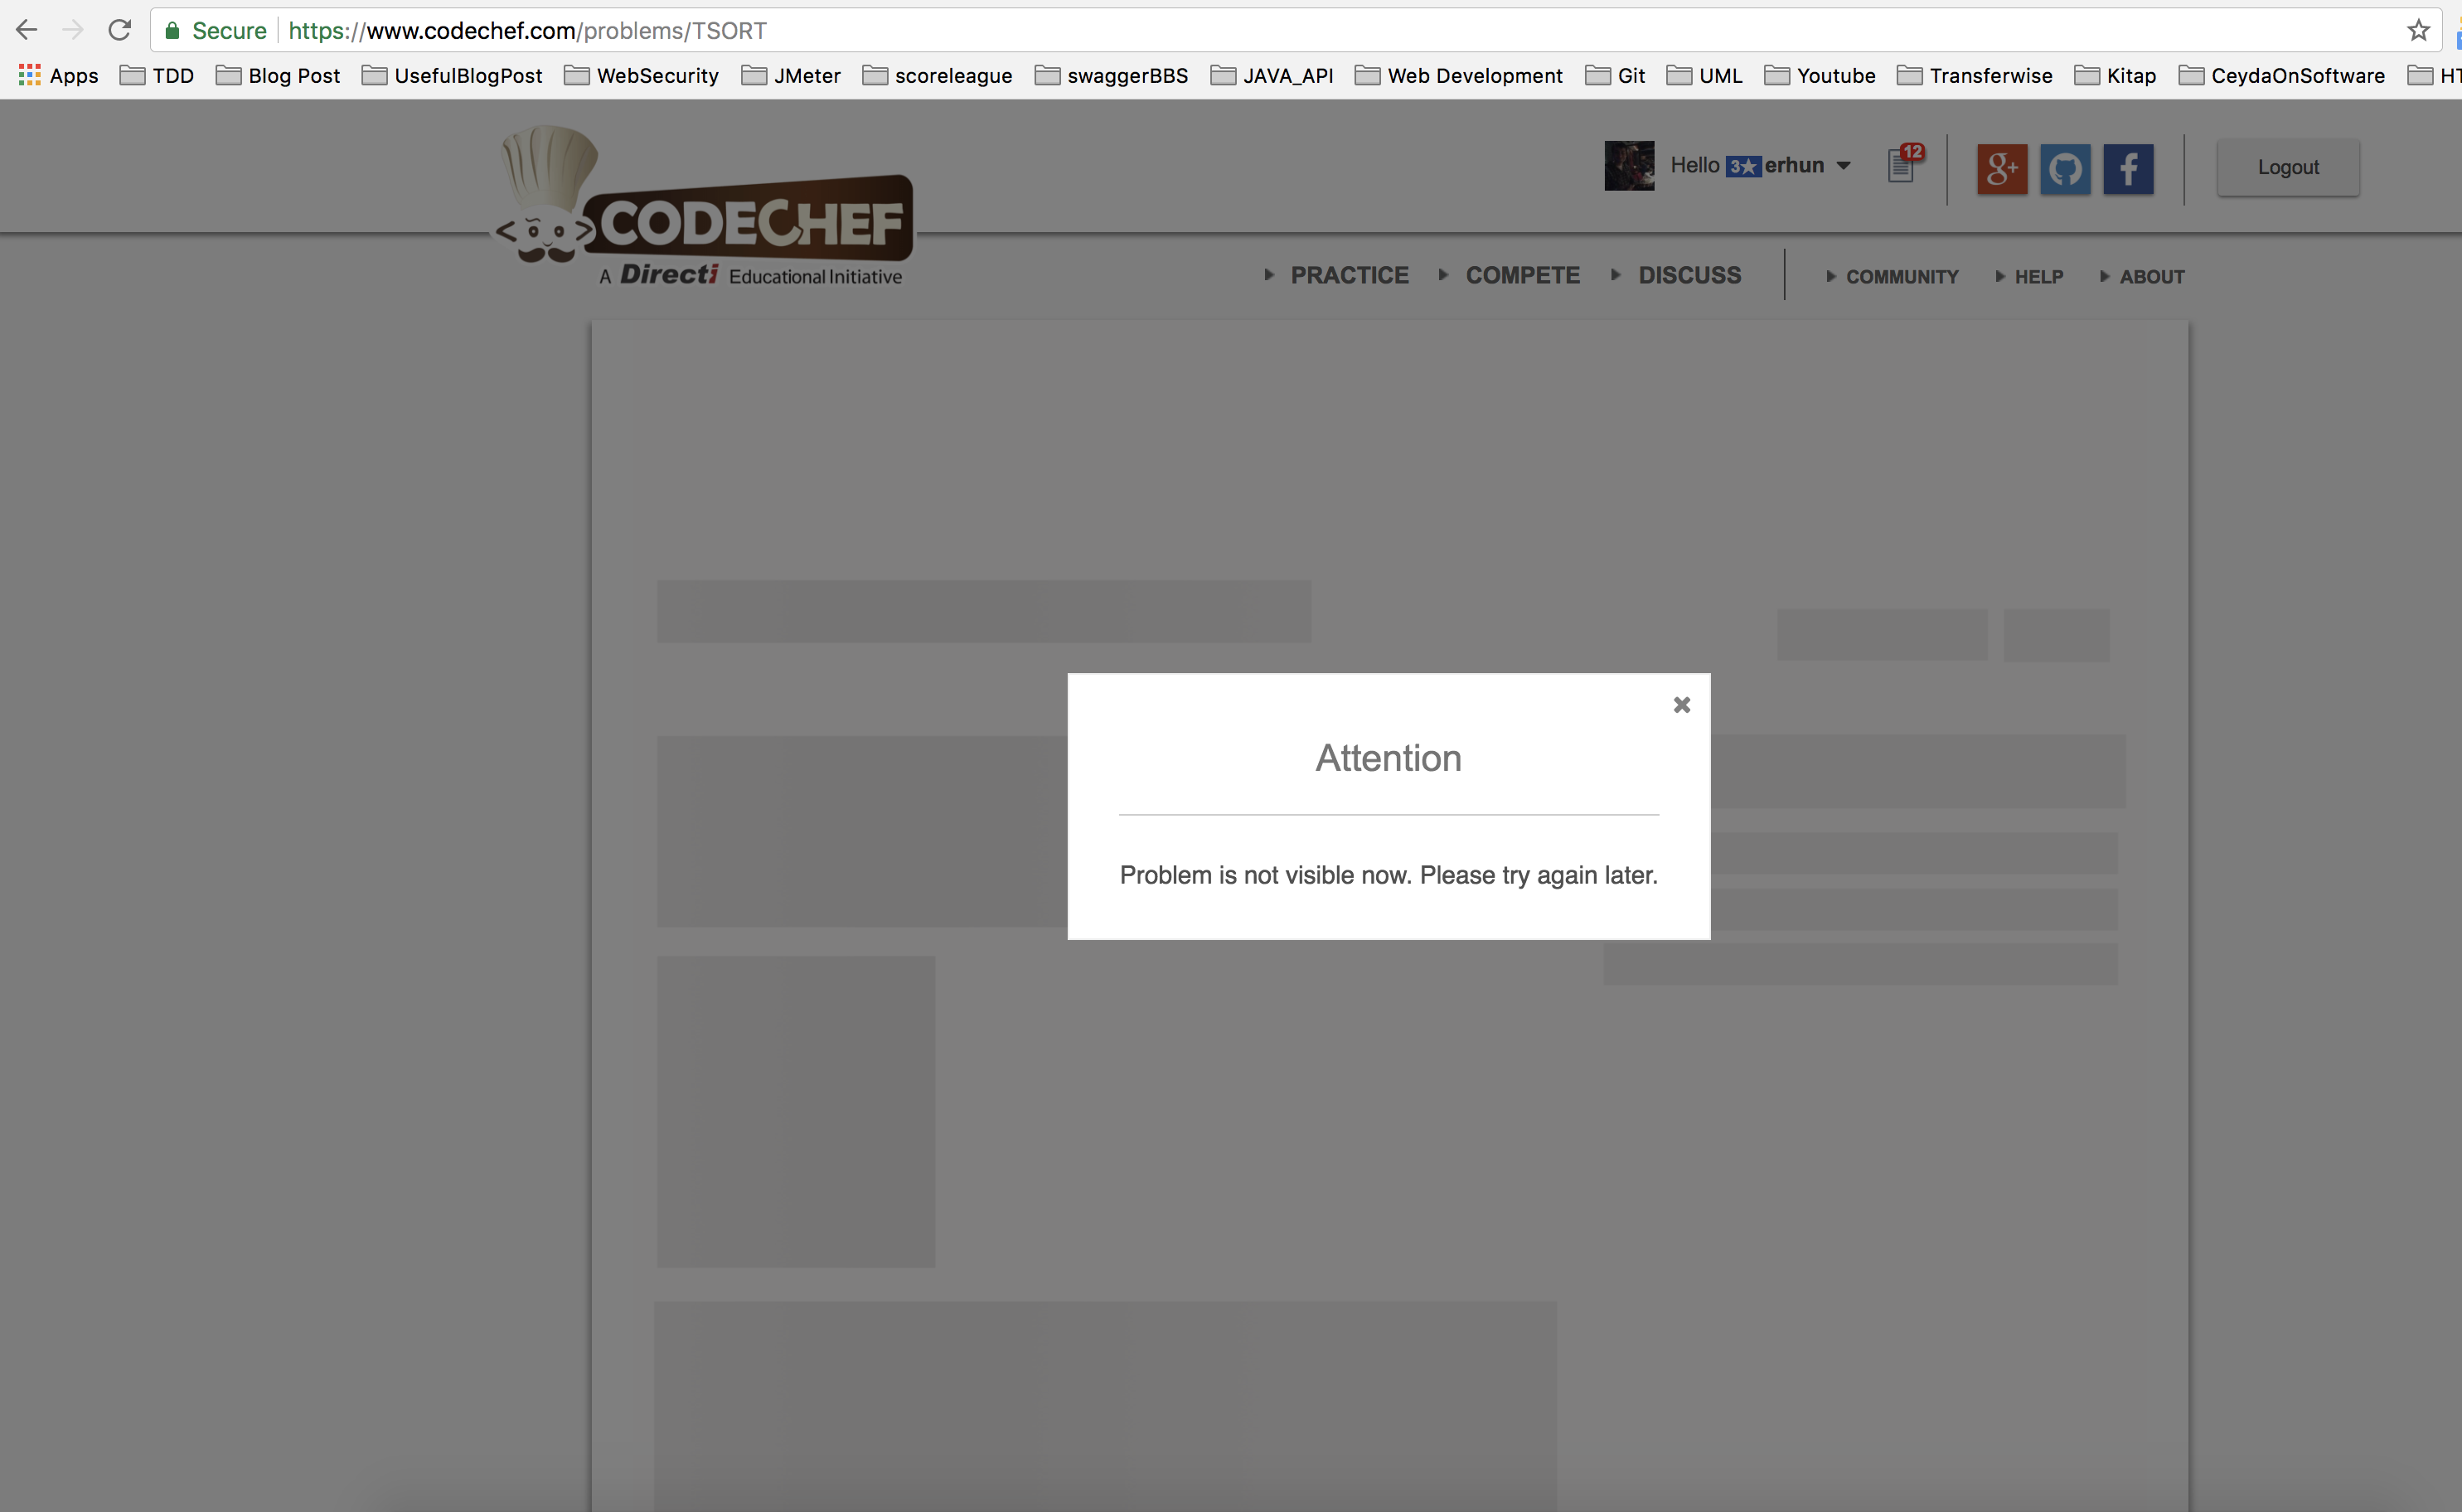 Secure https://www.codechef.com/problems/TSORT
Apps TDD Blog Post UsefulBlogPost WebSecurity JMeter scoreleague swaggerBBS JAVA_API Web Development Git UML Youtube Transferwise Kitap CeydaOnSoftware HT
Hello 3★ erhun 12 g+ f Logout
CODECHEF
A Directi Educational Initiative
PRACTICE COMPETE DISCUSS COMMUNITY HELP ABOUT
Attention
Problem is not visible now. Please try again later.